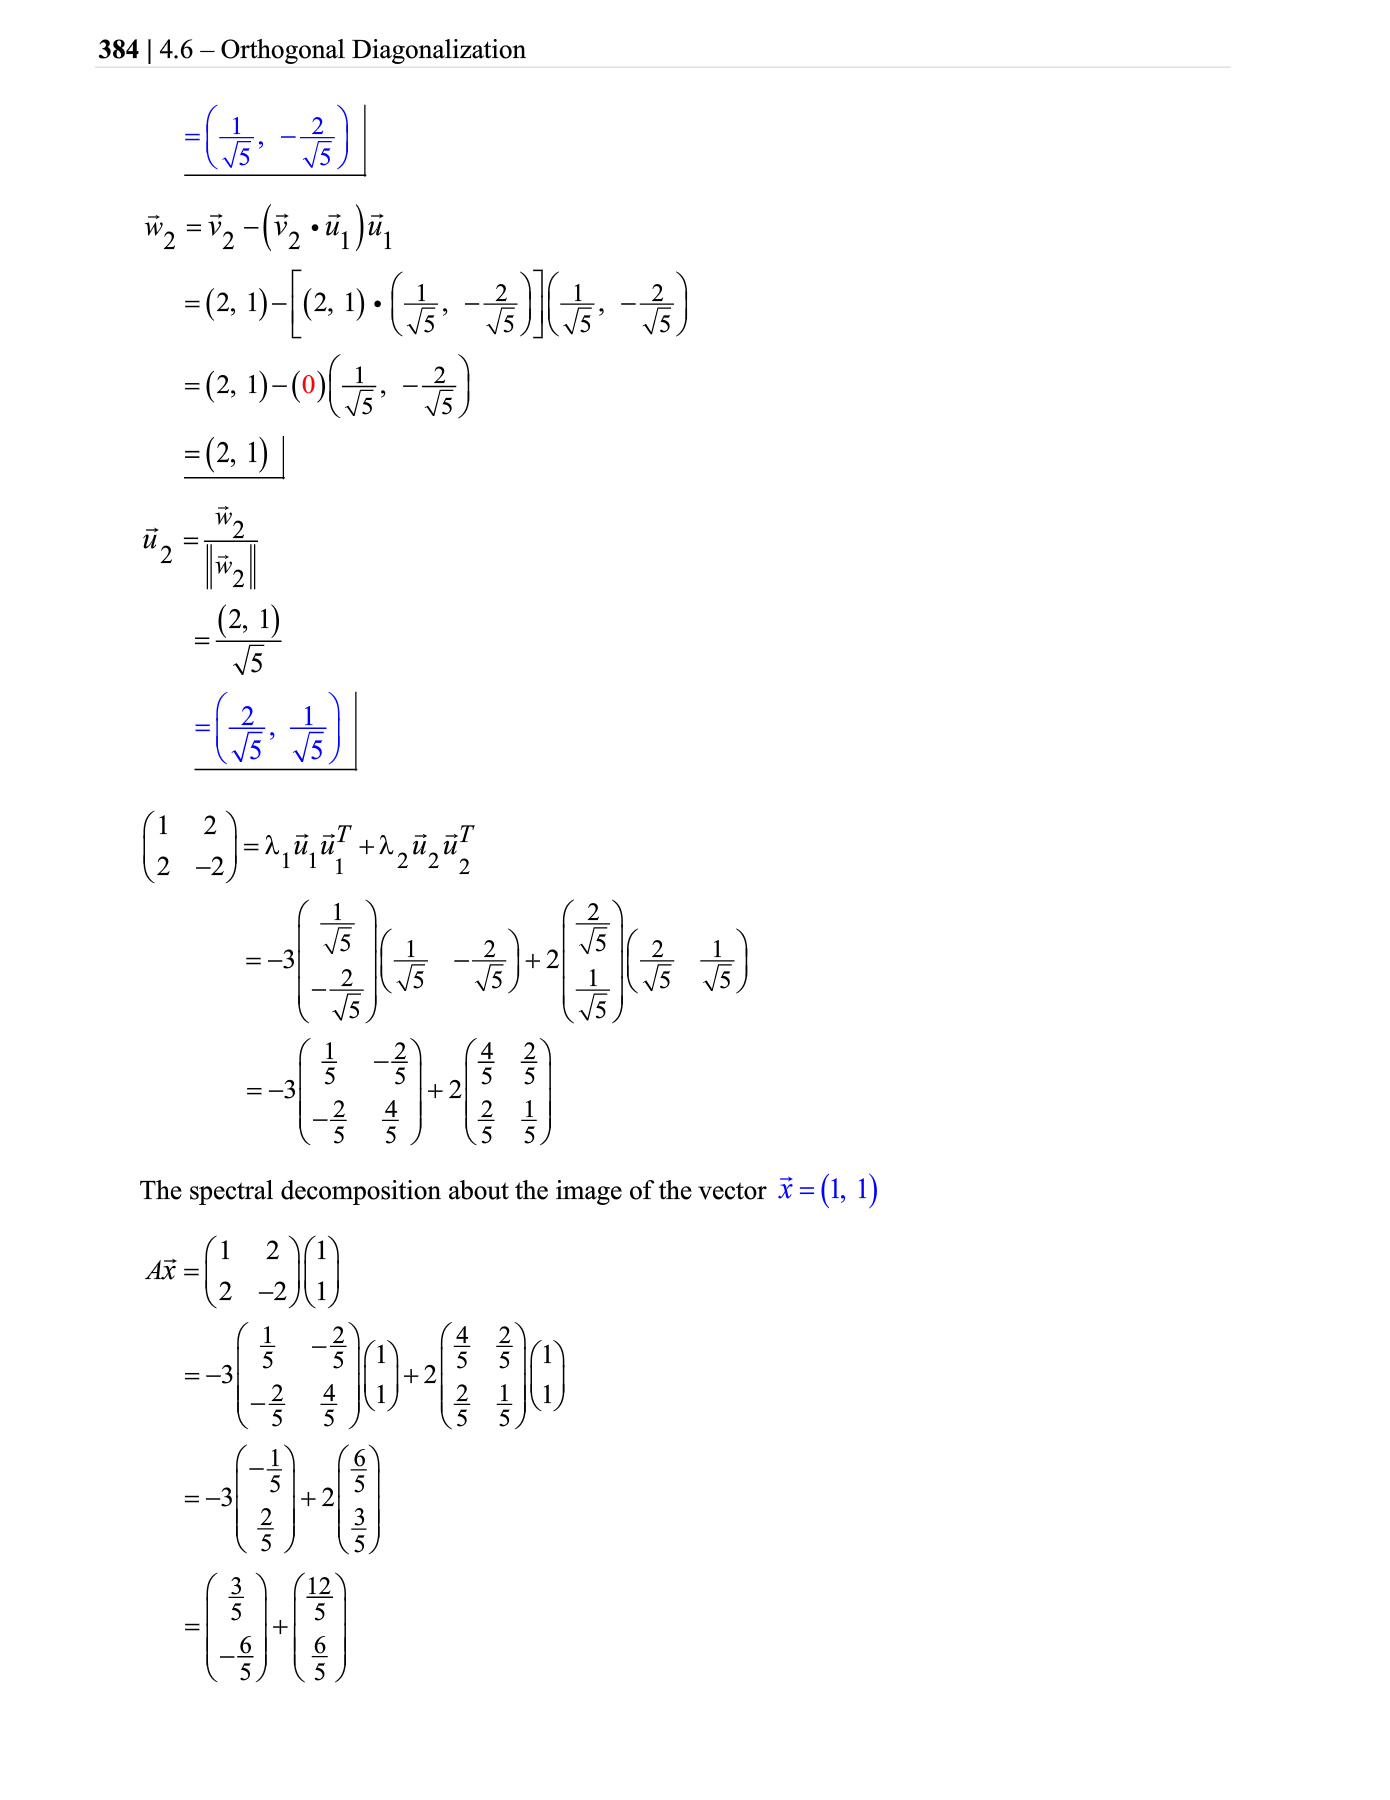 384 | 4.6 – Orthogonal Diagonalization
$= \left( \frac{1}{\sqrt{5}}, \ -\frac{2}{\sqrt{5}} \right)$
$\vec{w}_2 = \vec{v}_2 - \left( \vec{v}_2 \bullet \vec{u}_1 \right) \vec{u}_1$
$= (2, \ 1) - \left[ (2, \ 1) \bullet \left( \frac{1}{\sqrt{5}}, \ -\frac{2}{\sqrt{5}} \right) \right] \left( \frac{1}{\sqrt{5}}, \ -\frac{2}{\sqrt{5}} \right)$
$= (2, \ 1) - (0) \left( \frac{1}{\sqrt{5}}, \ -\frac{2}{\sqrt{5}} \right)$
$= (2, \ 1)$
$\vec{u}_2 = \frac{\vec{w}_2}{\left\| \vec{w}_2 \right\|}$
$= \frac{(2, \ 1)}{\sqrt{5}}$
$= \left( \frac{2}{\sqrt{5}}, \ \frac{1}{\sqrt{5}} \right)$
$\begin{pmatrix} 1 & 2 \\ 2 & -2 \end{pmatrix} = \lambda_1 \vec{u}_1 \vec{u}_1^T + \lambda_2 \vec{u}_2 \vec{u}_2^T$
$= -3 \begin{pmatrix} \frac{1}{\sqrt{5}} \\ -\frac{2}{\sqrt{5}} \end{pmatrix} \begin{pmatrix} \frac{1}{\sqrt{5}} & -\frac{2}{\sqrt{5}} \end{pmatrix} + 2 \begin{pmatrix} \frac{2}{\sqrt{5}} \\ \frac{1}{\sqrt{5}} \end{pmatrix} \begin{pmatrix} \frac{2}{\sqrt{5}} & \frac{1}{\sqrt{5}} \end{pmatrix}$
$= -3 \begin{pmatrix} \frac{1}{5} & -\frac{2}{5} \\ -\frac{2}{5} & \frac{4}{5} \end{pmatrix} + 2 \begin{pmatrix} \frac{4}{5} & \frac{2}{5} \\ \frac{2}{5} & \frac{1}{5} \end{pmatrix}$
The spectral decomposition about the image of the vector $\vec{x} = (1, \ 1)$
$A\vec{x} = \begin{pmatrix} 1 & 2 \\ 2 & -2 \end{pmatrix} \begin{pmatrix} 1 \\ 1 \end{pmatrix}$
$= -3 \begin{pmatrix} \frac{1}{5} & -\frac{2}{5} \\ -\frac{2}{5} & \frac{4}{5} \end{pmatrix} \begin{pmatrix} 1 \\ 1 \end{pmatrix} + 2 \begin{pmatrix} \frac{4}{5} & \frac{2}{5} \\ \frac{2}{5} & \frac{1}{5} \end{pmatrix} \begin{pmatrix} 1 \\ 1 \end{pmatrix}$
$= -3 \begin{pmatrix} -\frac{1}{5} \\ \frac{2}{5} \end{pmatrix} + 2 \begin{pmatrix} \frac{6}{5} \\ \frac{3}{5} \end{pmatrix}$
$= \begin{pmatrix} \frac{3}{5} \\ -\frac{6}{5} \end{pmatrix} + \begin{pmatrix} \frac{12}{5} \\ \frac{6}{5} \end{pmatrix}$